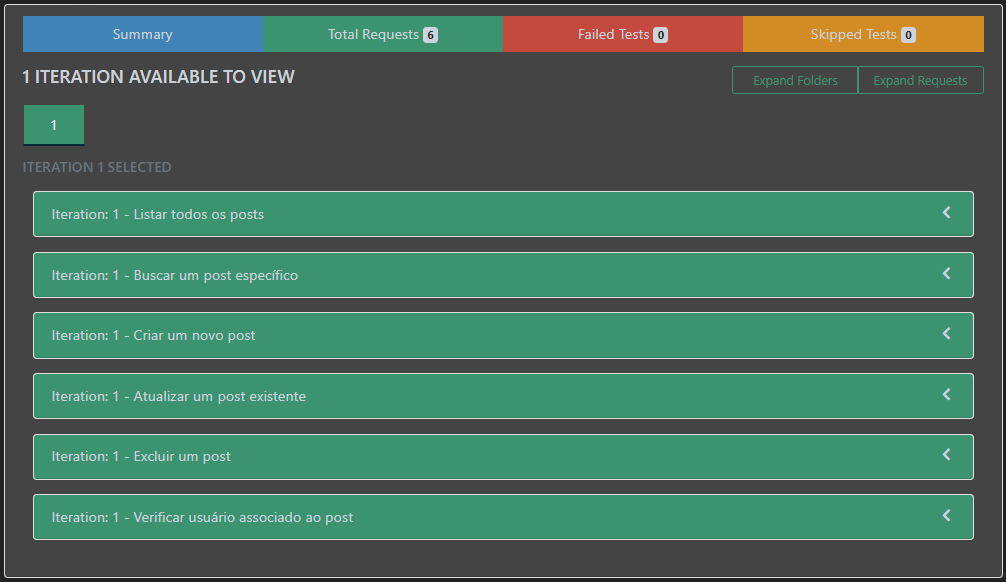 Summary
Total Requests 6
Failed Tests 0
Skipped Tests 0
1 ITERATION AVAILABLE TO VIEW
Expand Folders
Expand Requests
1
ITERATION 1 SELECTED
Iteration: 1 - Listar todos os posts
Iteration: 1 - Buscar um post específico
Iteration: 1 - Criar um novo post
Iteration: 1 - Atualizar um post existente
Iteration: 1 - Excluir um post
Iteration: 1 - Verificar usuário associado ao post